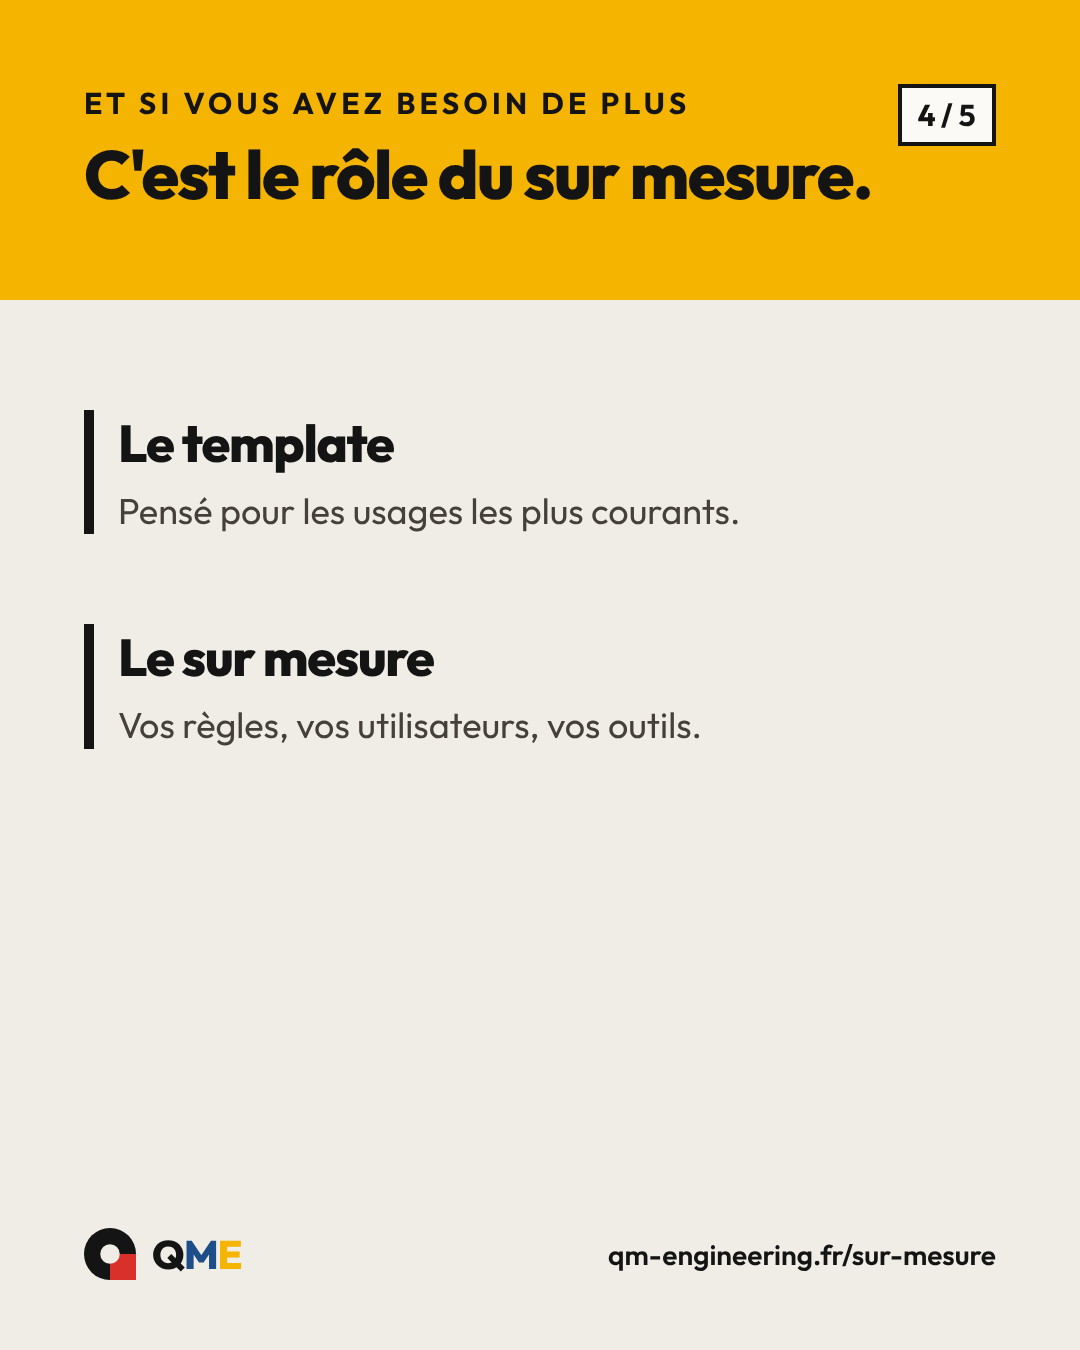 ET SI VOUS AVEZ BESOIN DE PLUS
4/5
C'est le rôle du sur mesure.
Le template
Pensé pour les usages les plus courants.
Le sur mesure
Vos règles, vos utilisateurs, vos outils.
QME
qm-engineering.fr/sur-mesure